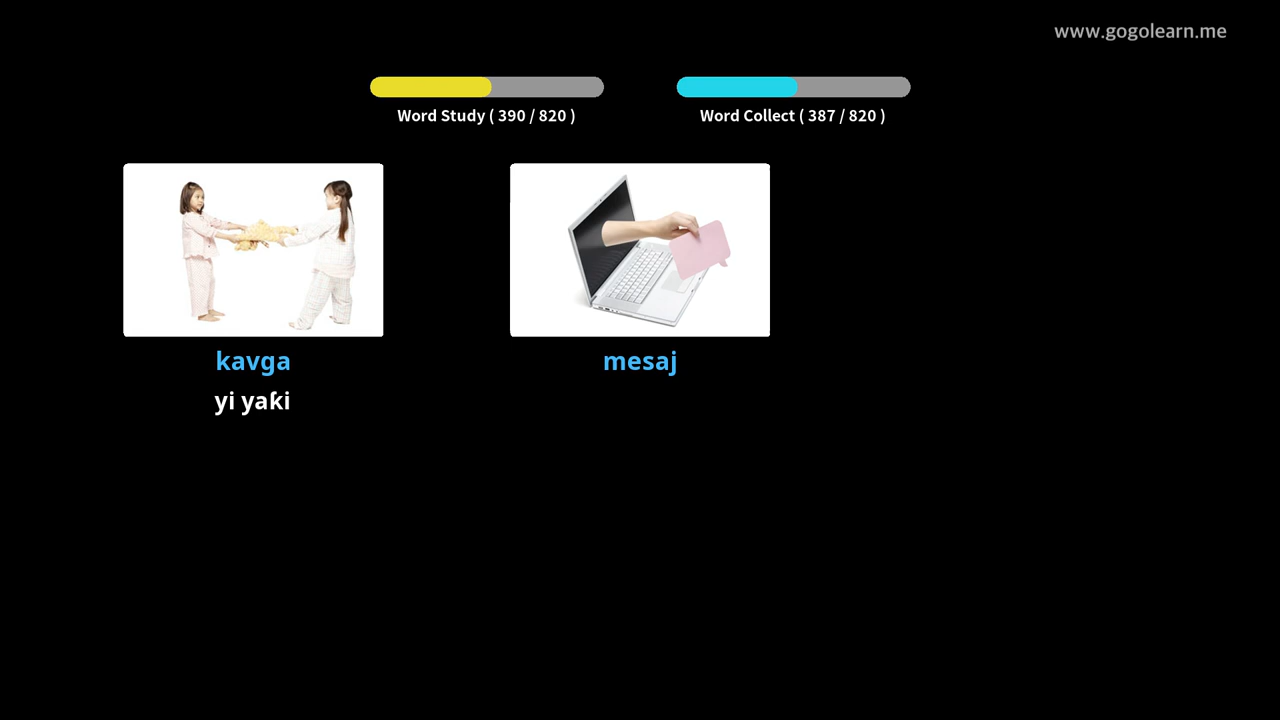 www.gogolearn.me
Word Study ( 390 / 820 )
Word Collect ( 387 / 820 )
kavga
mesaj
yi yaƙi